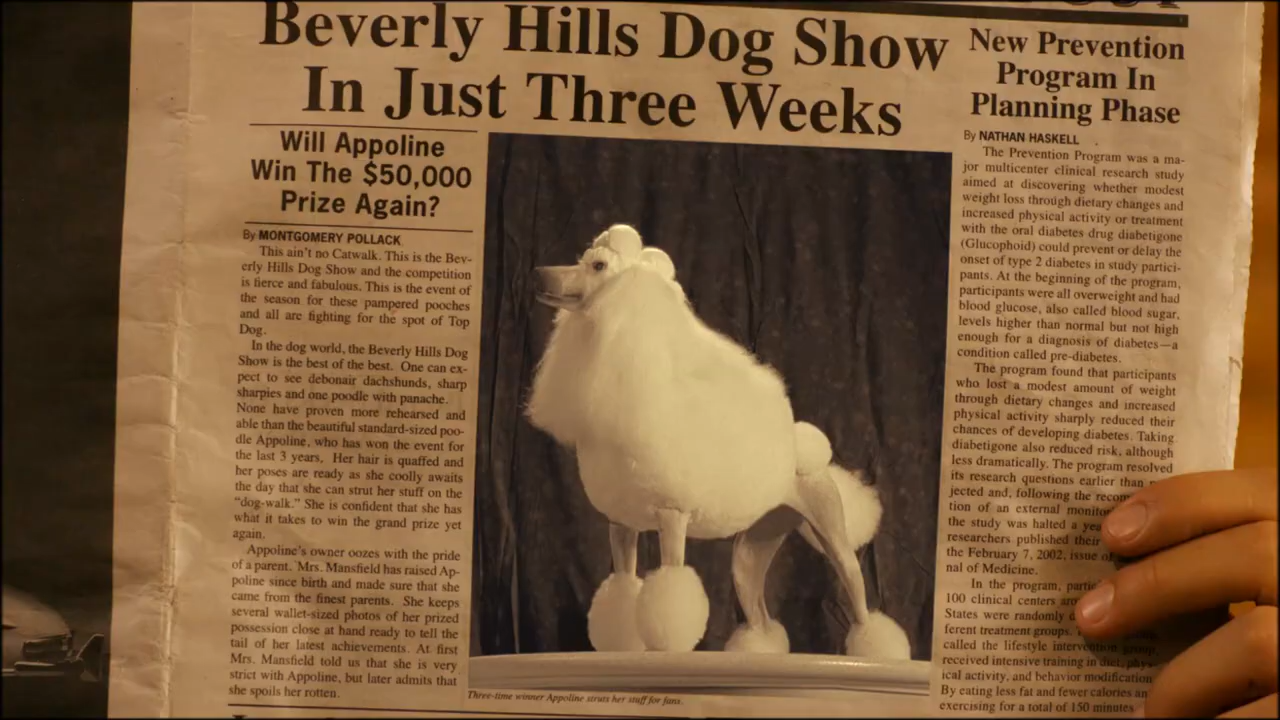 Beverly Hills Dog Show
In Just Three Weeks
Will Appoline
Win The $50,000
Prize Again?
By MONTGOMERY POLLACK
This ain't no Catwalk. This is the Bev-
erly Hills Dog Show and the competition
is fierce and fabulous. This is the event of
the season for these pampered pooches
and all are fighting for the spot of Top
Dog.
In the dog world, the Beverly Hills Dog
Show is the best of the best. One can ex-
pect to see debonair dachshunds, sharp
sharpies and one poodle with panache.
None have proven more rehearsed and
able than the beautiful standard-sized poo-
dle Appoline, who has won the event for
the last 3 years. Her hair is quaffed and
her poses are ready as she coolly awaits
the day that she can strut her stuff on the
“dog-walk.” She is confident that she has
what it takes to win the grand prize yet
again.
Appoline's owner oozes with the pride
of a parent. Mrs. Mansfield has raised Ap-
poline since birth and made sure that she
came from the finest parents. She keeps
several wallet-sized photos of her prized
possession close at hand ready to tell the
tail of her latest achievements. At first
Mrs. Mansfield told us that she is very
strict with Appoline, but later admits that
she spoils her rotten.
Three-time winner Appoline struts her stuff for fans.
New Prevention
Program In
Planning Phase
By NATHAN HASKELL
The Prevention Program was a ma-
jor multicenter clinical research study
aimed at discovering whether modest
weight loss through dietary changes and
increased physical activity or treatment
with the oral diabetes drug diabetigone
(Glucophoid) could prevent or delay the
onset of type 2 diabetes in study partici-
pants. At the beginning of the program,
participants were all overweight and had
blood glucose, also called blood sugar,
levels higher than normal but not high
enough for a diagnosis of diabetes—a
condition called pre-diabetes.
The program found that participants
who lost a modest amount of weight
through dietary changes and increased
physical activity sharply reduced their
chances of developing diabetes. Taking
diabetigone also reduced risk, although
less dramatically. The program resolved
its research questions earlier than
jected and, following the
tion of an external
the study was halted a
researchers published their
the February 7, 2002, issue of
nal of Medicine.
In the program,
100 clinical centers
States were randomly
ferent treatment groups.
called the lifestyle intervention group,
received intensive training in diet, phys-
ical activity, and behavior modification
By eating less fat and fewer calories an
exercising for a total of 150 minutes